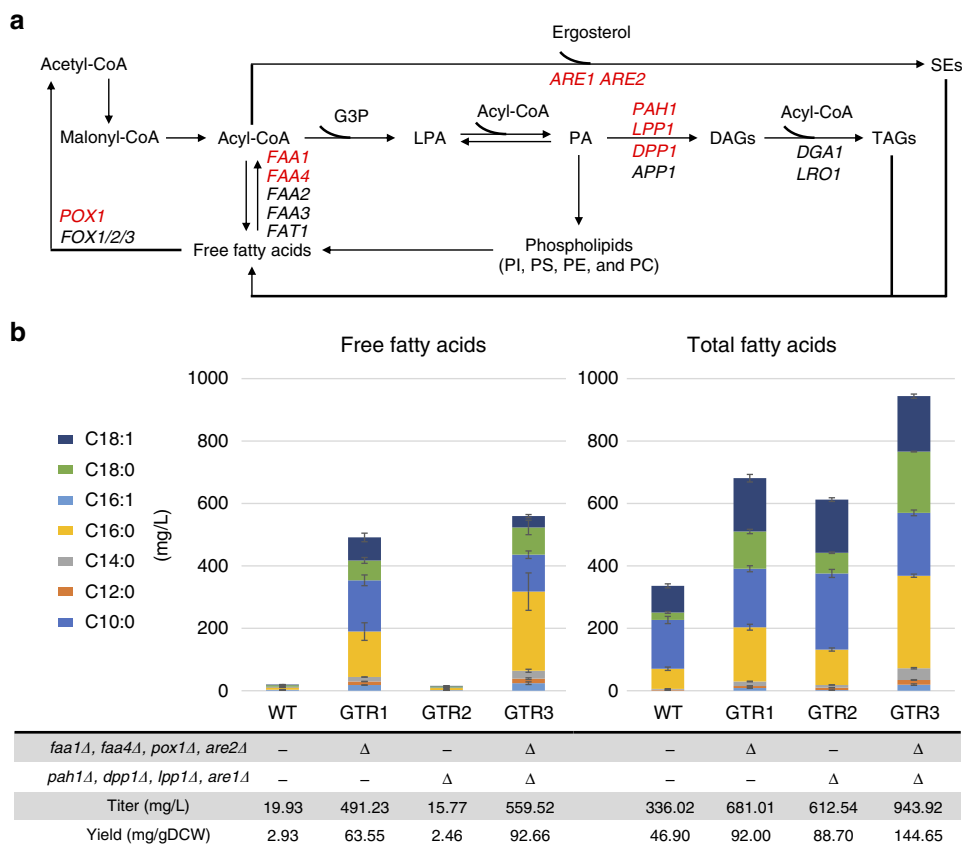 a
Ergosterol
Acetyl-CoA
ARE1 ARE2
SEs
G3P
Acyl-CoA
PAH1
LPP1
Acyl-CoA
Malonyl-CoA
Acyl-CoA
LPA
PA
DAGs
TAGs
FAA1
FAA4
FAA2
FAA3
FAT1
DPP1
APP1
DGA1
LRO1
POX1
FOX1/2/3
Free fatty acids
Phospholipids
(PI, PS, PE, and PC)
b
Free fatty acids
Total fatty acids
C18:1
C18:0
C16:1
C16:0
C14:0
C12:0
C10:0
(mg/L)
1000
800
600
400
200
0
1000
800
600
400
200
0
WT GTR1 GTR2 GTR3 WT GTR1 GTR2 GTR3
faa1Δ, faa4Δ, pox1Δ, are2Δ – Δ – Δ – Δ – Δ
pah1Δ, dpp1Δ, lpp1Δ, are1Δ – – Δ Δ – – Δ Δ
Titer (mg/L) 19.93 491.23 15.77 559.52 336.02 681.01 612.54 943.92
Yield (mg/gDCW) 2.93 63.55 2.46 92.66 46.90 92.00 88.70 144.65